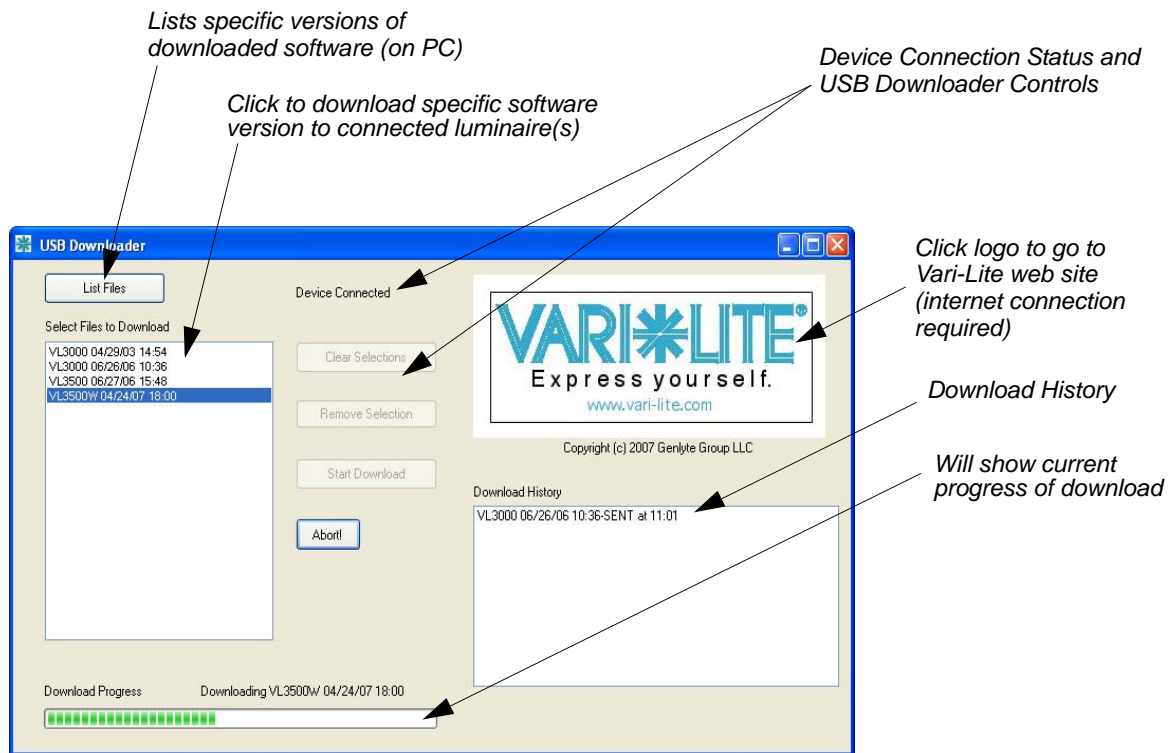 Lists specific versions of
downloaded software (on PC)
Device Connection Status and
USB Downloader Controls
Click to download specific software
version to connected luminaire(s)
USB Downloader
List Files
Device Connected
Select Files to Download
VL3000 04/29/03 14:54
VL3000 06/26/06 10:36
VL3500 06/27/06 15:48
VL3500W 04/24/07 18:00
Clear Selections
Remove Selection
Start Download
Abort!
VARI*LITE®
Express yourself.
www.vari-lite.com
Copyright (c) 2007 Genlyte Group LLC
Click logo to go to
Vari-Lite web site
(internet connection
required)
Download History
Download History
VL3000 06/26/06 10:36-SENT at 11:01
Will show current
progress of download
Download Progress
Downloading VL3500W 04/24/07 18:00